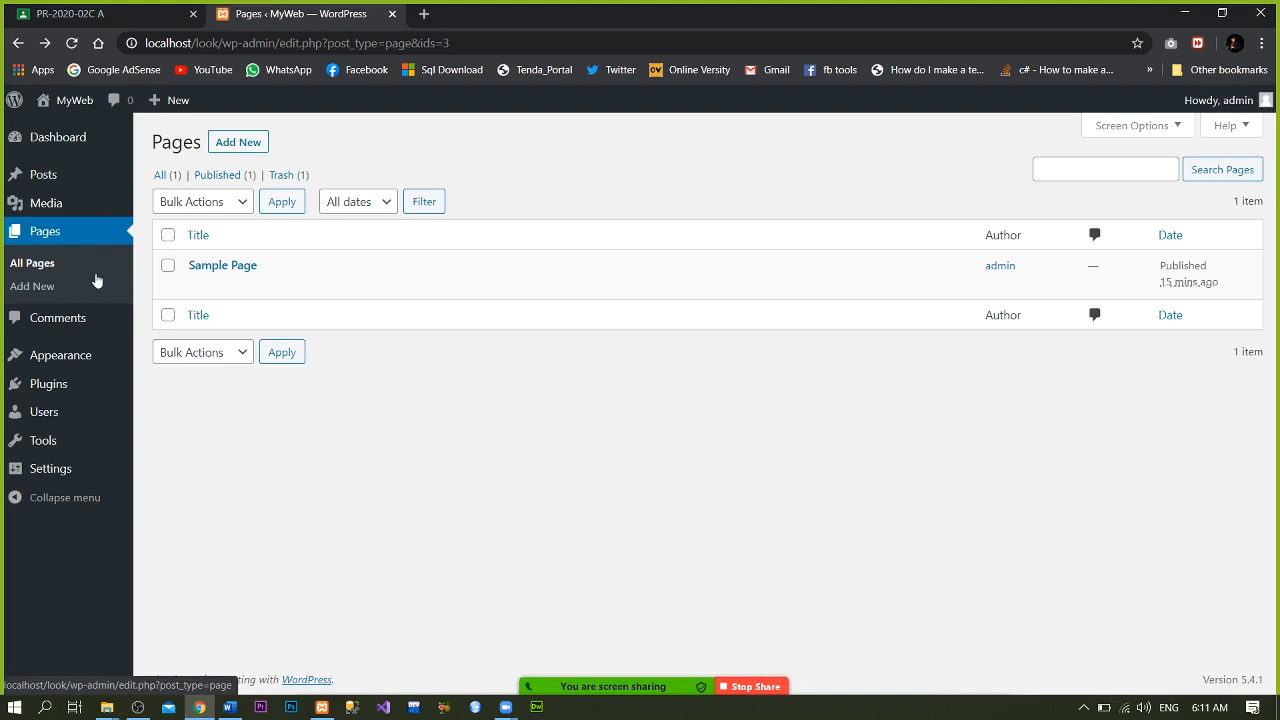 PR-2020-02C A
Pages ‹ MyWeb — WordPress
localhost/look/wp-admin/edit.php?post_type=page&ids=3
Apps Google AdSense YouTube WhatsApp Facebook Sql Download Tenda_Portal Twitter Online Versity Gmail fb tools How do I make a te... c# - How to make a... » Other bookmarks
MyWeb 0 New Howdy, admin
Screen Options Help
Dashboard
Posts
Media
Pages
All Pages
Add New
Comments
Appearance
Plugins
Users
Tools
Settings
Collapse menu
Pages Add New
All (1) | Published (1) | Trash (1)
Search Pages
Bulk Actions Apply All dates Filter 1 item
Title Author Date
Sample Page admin — Published
15 mins ago
Title Author Date
Bulk Actions Apply 1 item
ting with WordPress. Version 5.4.1
localhost/look/wp-admin/edit.php?post_type=page
You are screen sharing Stop Share
ENG 6:11 AM